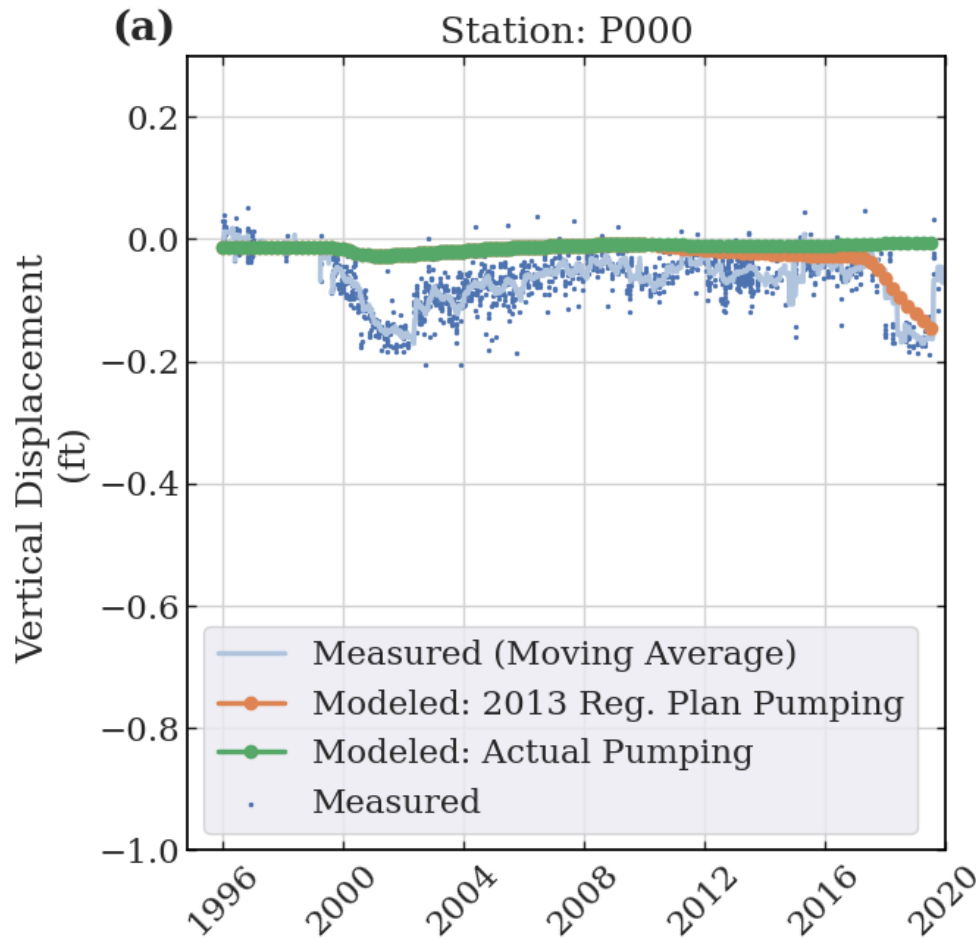 (a)
Station: P000
0.2
0.0
−0.2
−0.4
−0.6
−0.8
−1.0
Vertical Displacement
(ft)
Measured (Moving Average)
Modeled: 2013 Reg. Plan Pumping
Modeled: Actual Pumping
Measured
1996
2000
2004
2008
2012
2016
2020